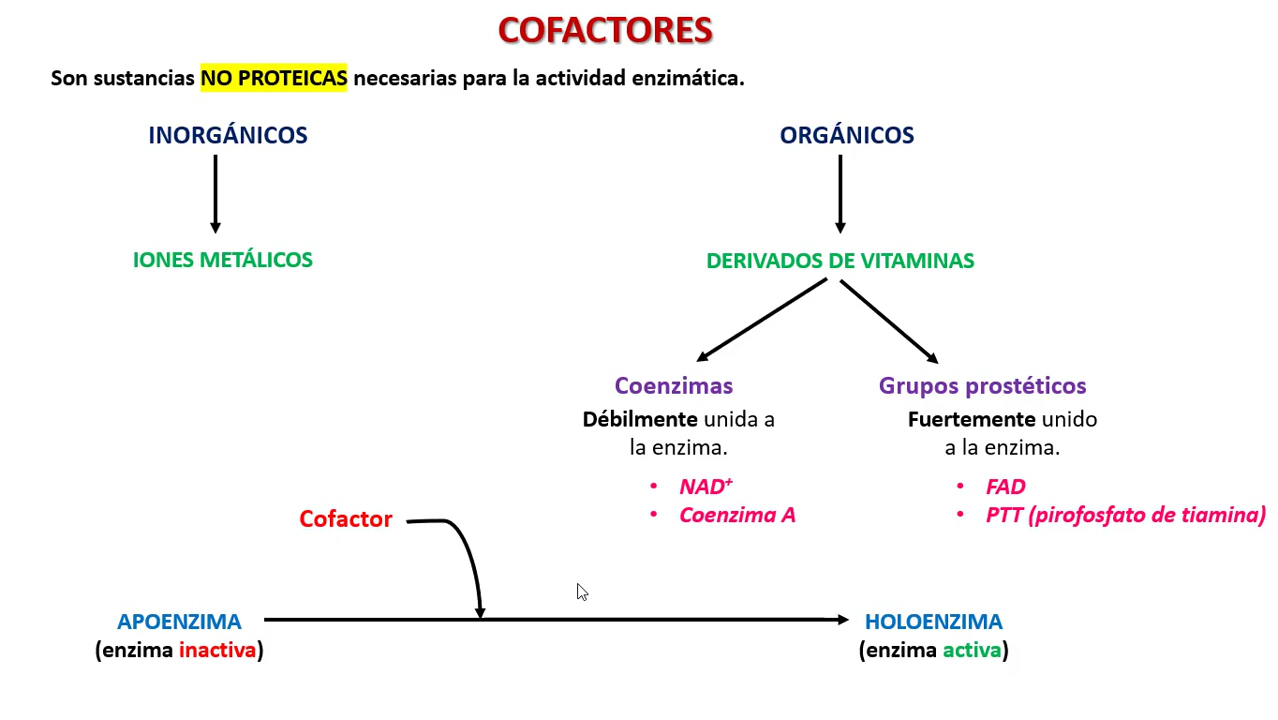 COFACTORES
Son sustancias NO PROTEICAS necesarias para la actividad enzimática.
INORGÁNICOS
ORGÁNICOS
IONES METÁLICOS
DERIVADOS DE VITAMINAS
Coenzimas
Débilmente unida a
la enzima.
• NAD⁺
• Coenzima A
Grupos prostéticos
Fuertemente unido
a la enzima.
• FAD
• PTT (pirofosfato de tiamina)
Cofactor
APOENZIMA
(enzima inactiva)
HOLOENZIMA
(enzima activa)